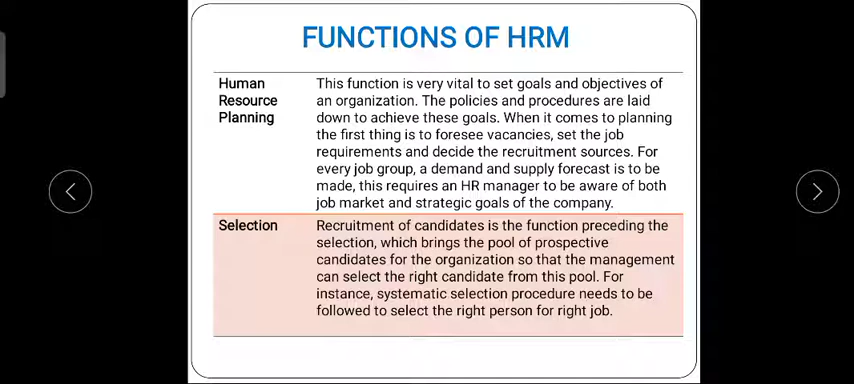 FUNCTIONS OF HRM
Human Resource Planning
This function is very vital to set goals and objectives of
an organization. The policies and procedures are laid
down to achieve these goals. When it comes to planning
the first thing is to foresee vacancies, set the job
requirements and decide the recruitment sources. For
every job group, a demand and supply forecast is to be
made, this requires an HR manager to be aware of both
job market and strategic goals of the company.
Selection
Recruitment of candidates is the function preceding the
selection, which brings the pool of prospective
candidates for the organization so that the management
can select the right candidate from this pool. For
instance, systematic selection procedure needs to be
followed to select the right person for right job.